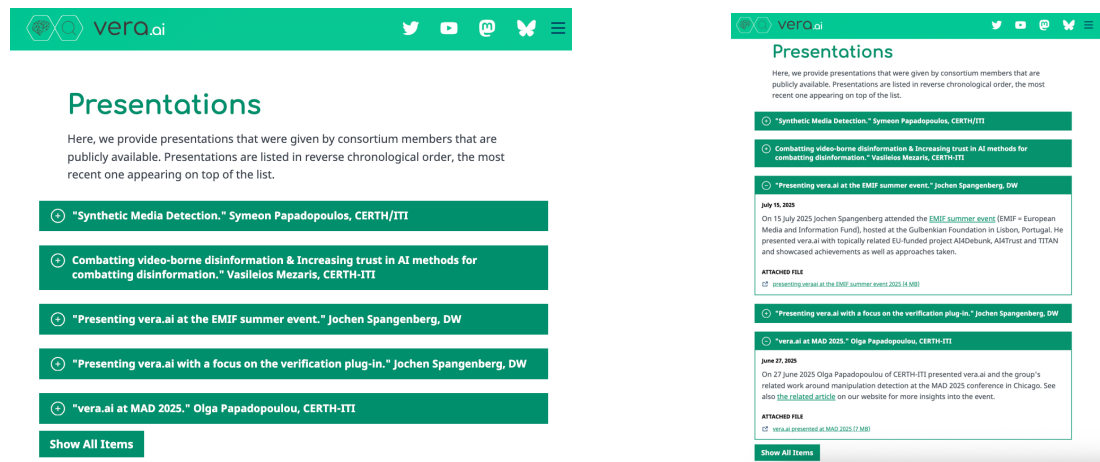 vera.ai
Presentations
Here, we provide presentations that were given by consortium members that are
publicly available. Presentations are listed in reverse chronological order, the most
recent one appearing on top of the list.
"Synthetic Media Detection." Symeon Papadopoulos, CERTH/ITI
Combatting video-borne disinformation & Increasing trust in AI methods for
combatting disinformation." Vasileios Mezaris, CERTH-ITI
"Presenting vera.ai at the EMIF summer event." Jochen Spangenberg, DW
"Presenting vera.ai with a focus on the verification plug-in." Jochen Spangenberg, DW
"vera.ai at MAD 2025." Olga Papadopoulou, CERTH-ITI
Show All Items
vera.ai
Presentations
Here, we provide presentations that were given by consortium members that are
publicly available. Presentations are listed in reverse chronological order, the most
recent one appearing on top of the list.
"Synthetic Media Detection." Symeon Papadopoulos, CERTH/ITI
Combatting video-borne disinformation & Increasing trust in AI methods for
combatting disinformation." Vasileios Mezaris, CERTH-ITI
"Presenting vera.ai at the EMIF summer event." Jochen Spangenberg, DW
July 15, 2025
On 15 July 2025 Jochen Spangenberg attended the EMIF summer event (EMIF = European
Media and Information Fund), hosted at the Gulbenkian Foundation in Lisbon, Portugal. He
presented vera.ai with topically related EU-funded project AI4Debunk, AI4Trust and TITAN
and showcased achievements as well as approaches taken.
ATTACHED FILE
presenting veraai at the EMIF summer event 2025 [4 MB]
"Presenting vera.ai with a focus on the verification plug-in." Jochen Spangenberg, DW
"vera.ai at MAD 2025." Olga Papadopoulou, CERTH-ITI
June 27, 2025
On 27 June 2025 Olga Papadopoulou of CERTH-ITI presented vera.ai and the group's
related work around manipulation detection at the MAD 2025 conference in Chicago. See
also the related article on our website for more insights into the event.
ATTACHED FILE
vera.ai presented at MAD 2025 [7 MB]
Show All Items